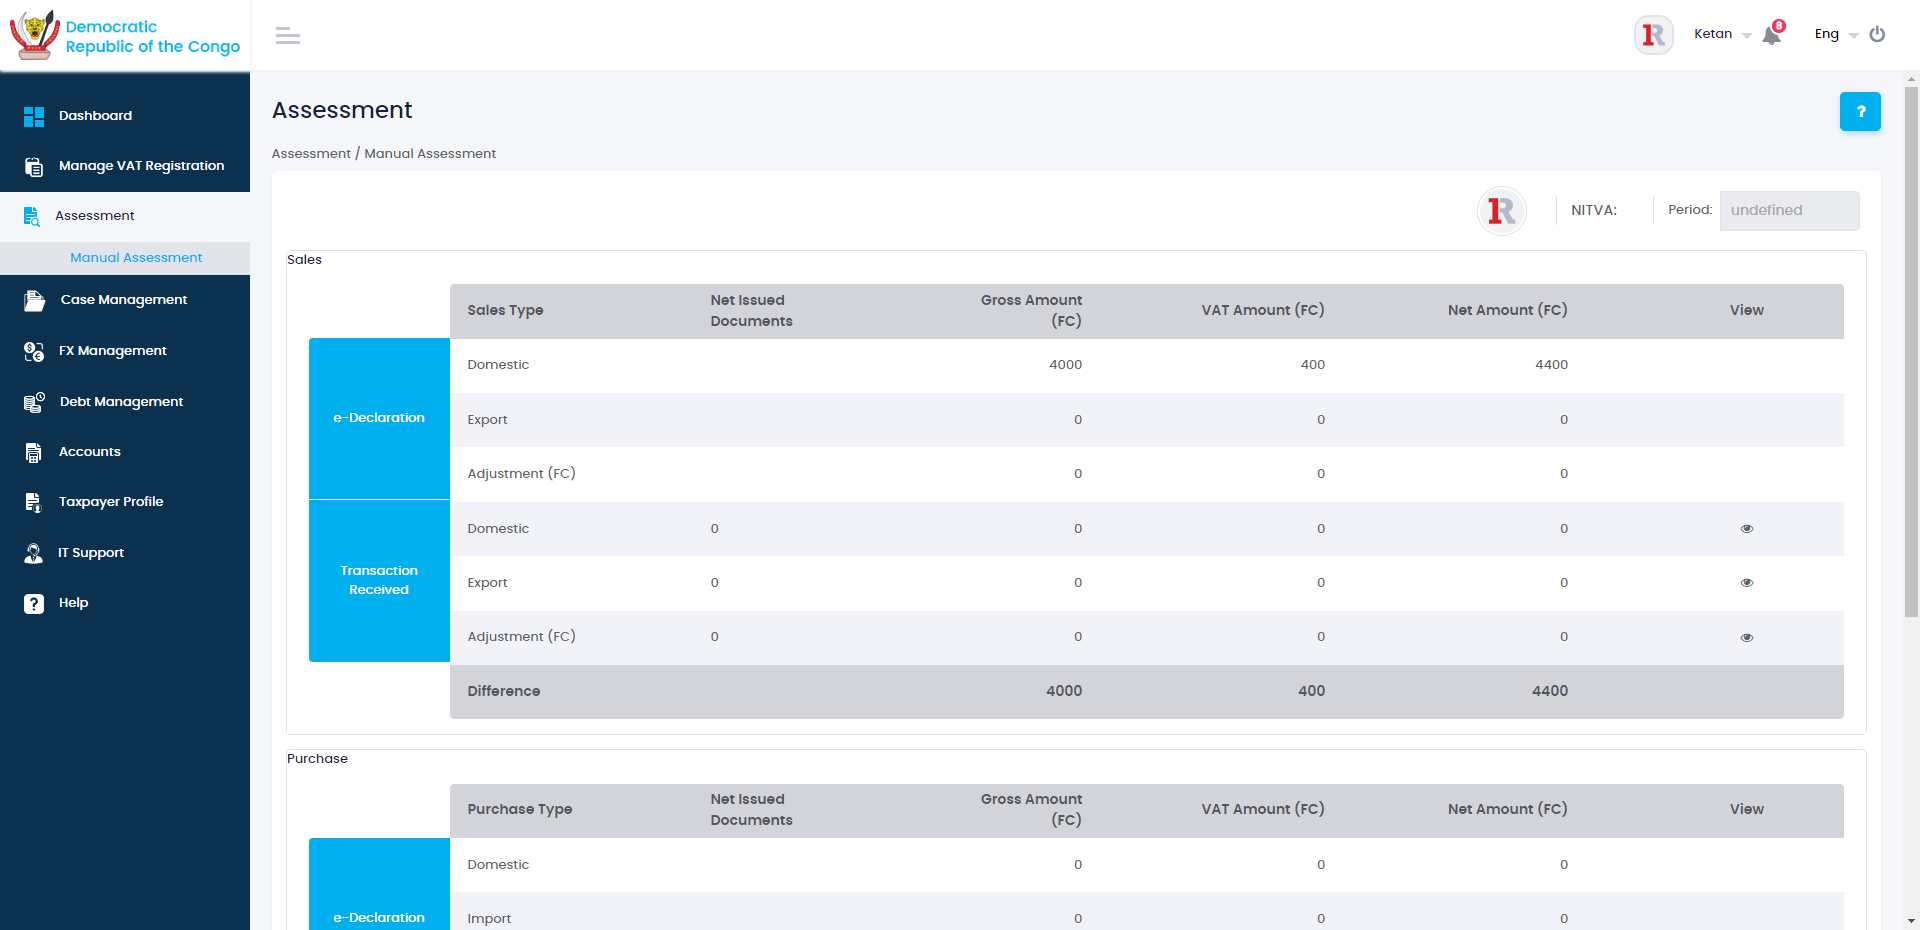 Democratic
Republic of the Congo
1R
Ketan
8
Eng
Dashboard
Manage VAT Registration
Assessment
Manual Assessment
Case Management
FX Management
Debt Management
Accounts
Taxpayer Profile
IT Support
Help
Assessment
?
Assessment / Manual Assessment
1R
NITVA:
Period:
undefined
Sales
Sales Type
Net Issued
Documents
Gross Amount
(FC)
VAT Amount (FC)
Net Amount (FC)
View
e-Declaration
Domestic 4000 400 4400
Export 0 0 0
Adjustment (FC) 0 0 0
Transaction
Received
Domestic 0 0 0 0
Export 0 0 0 0
Adjustment (FC) 0 0 0 0
Difference 4000 400 4400
Purchase
Purchase Type
Net Issued
Documents
Gross Amount
(FC)
VAT Amount (FC)
Net Amount (FC)
View
e-Declaration
Domestic 0 0 0
Import 0 0 0